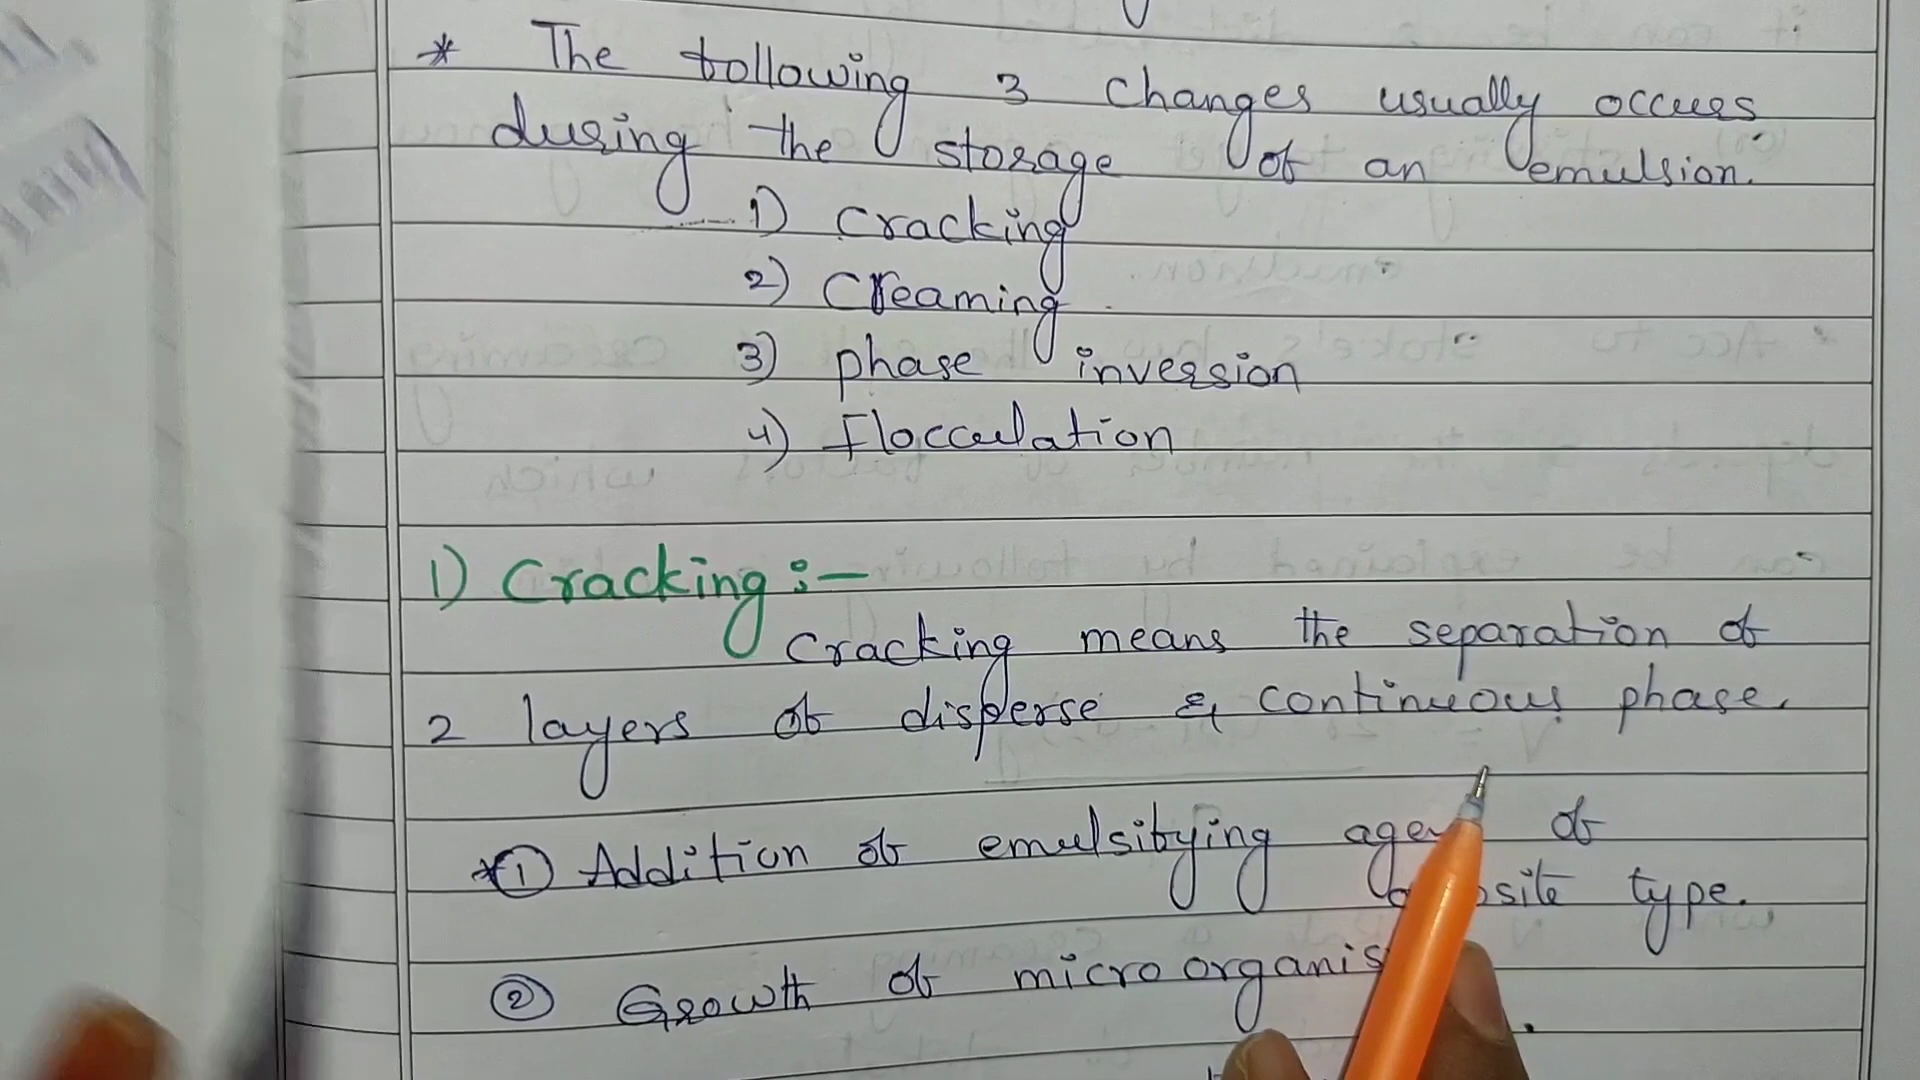 * The following 3 changes usually occurs
during the storage of an emulsion.
1) Cracking
2) Creaming
3) phase inversion
4) Flocculation
1) Cracking :-
Cracking means the separation of
2 layers of disperse & continuous phase.
*① Addition of emulsifying of
type.
② Growth of